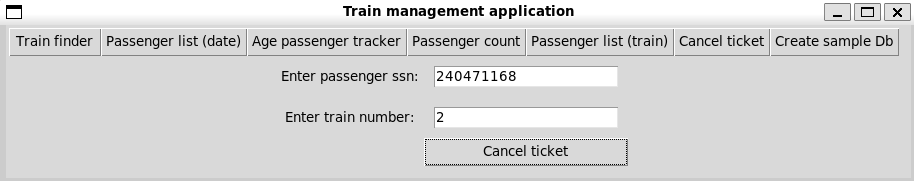 Train management application
Train finder Passenger list (date) Age passenger tracker Passenger count Passenger list (train) Cancel ticket Create sample Db
Enter passenger ssn: 240471168
Enter train number: 2
Cancel ticket